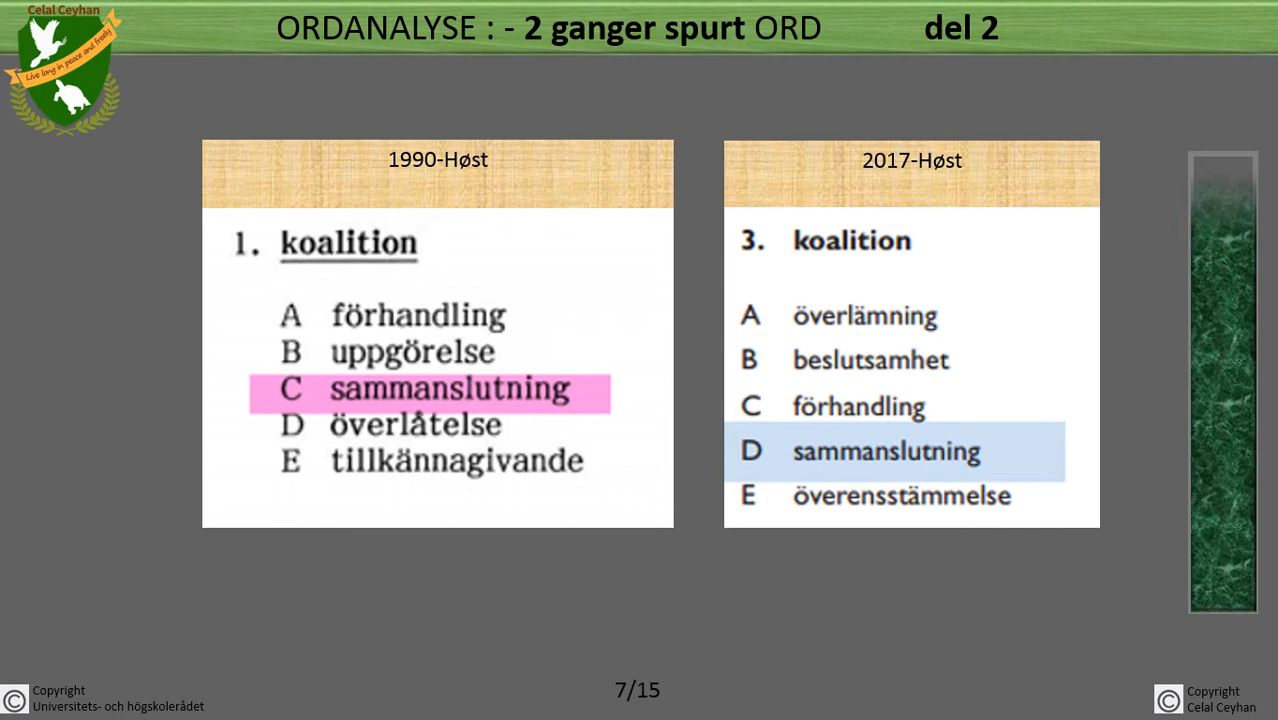 Celal Ceyhan
Live long in peace and freely
ORDANALYSE : - 2 ganger spurt ORD del 2
1990-Høst
1. koalition
A förhandling
B uppgörelse
C sammanslutning
D överlåtelse
E tillkännagivande
2017-Høst
3. koalition
A överlämning
B beslutsamhet
C förhandling
D sammanslutning
E överensstämmelse
7/15
© Copyright
Universitets- och högskolerådet
© Copyright
Celal Ceyhan